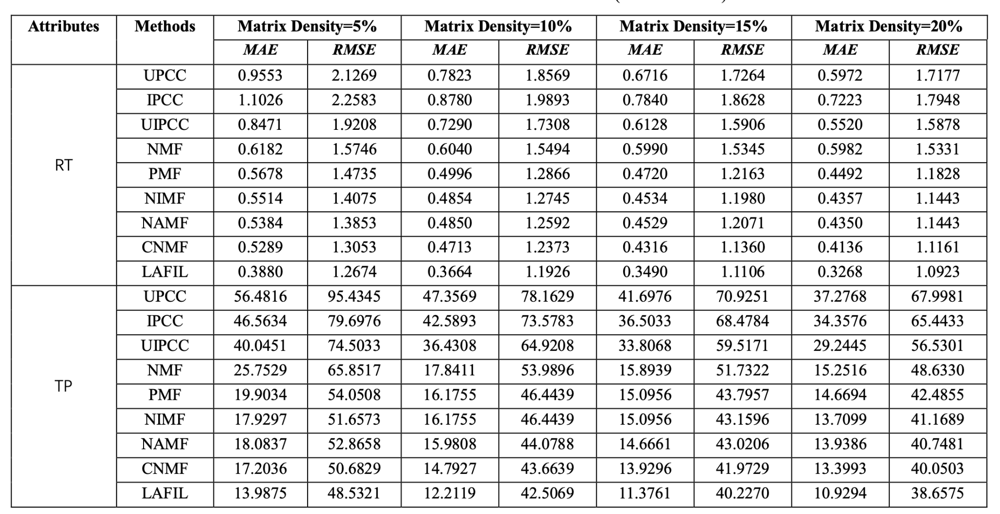 Attributes Methods Matrix Density=5% Matrix Density=10% Matrix Density=15% Matrix Density=20%
MAE RMSE MAE RMSE MAE RMSE MAE RMSE
RT
UPCC 0.9553 2.1269 0.7823 1.8569 0.6716 1.7264 0.5972 1.7177
IPCC 1.1026 2.2583 0.8780 1.9893 0.7840 1.8628 0.7223 1.7948
UIPCC 0.8471 1.9208 0.7290 1.7308 0.6128 1.5906 0.5520 1.5878
NMF 0.6182 1.5746 0.6040 1.5494 0.5990 1.5345 0.5982 1.5331
PMF 0.5678 1.4735 0.4996 1.2866 0.4720 1.2163 0.4492 1.1828
NIMF 0.5514 1.4075 0.4854 1.2745 0.4534 1.1980 0.4357 1.1443
NAMF 0.5384 1.3853 0.4850 1.2592 0.4529 1.2071 0.4350 1.1443
CNMF 0.5289 1.3053 0.4713 1.2373 0.4316 1.1360 0.4136 1.1161
LAFIL 0.3880 1.2674 0.3664 1.1926 0.3490 1.1106 0.3268 1.0923
TP
UPCC 56.4816 95.4345 47.3569 78.1629 41.6976 70.9251 37.2768 67.9981
IPCC 46.5634 79.6976 42.5893 73.5783 36.5033 68.4784 34.3576 65.4433
UIPCC 40.0451 74.5033 36.4308 64.9208 33.8068 59.5171 29.2445 56.5301
NMF 25.7529 65.8517 17.8411 53.9896 15.8939 51.7322 15.2516 48.6330
PMF 19.9034 54.0508 16.1755 46.4439 15.0956 43.7957 14.6694 42.4855
NIMF 17.9297 51.6573 16.1755 46.4439 15.0956 43.1596 13.7099 41.1689
NAMF 18.0837 52.8658 15.9808 44.0788 14.6661 43.0206 13.9386 40.7481
CNMF 17.2036 50.6829 14.7927 43.6639 13.9296 41.9729 13.3993 40.0503
LAFIL 13.9875 48.5321 12.2119 42.5069 11.3761 40.2270 10.9294 38.6575